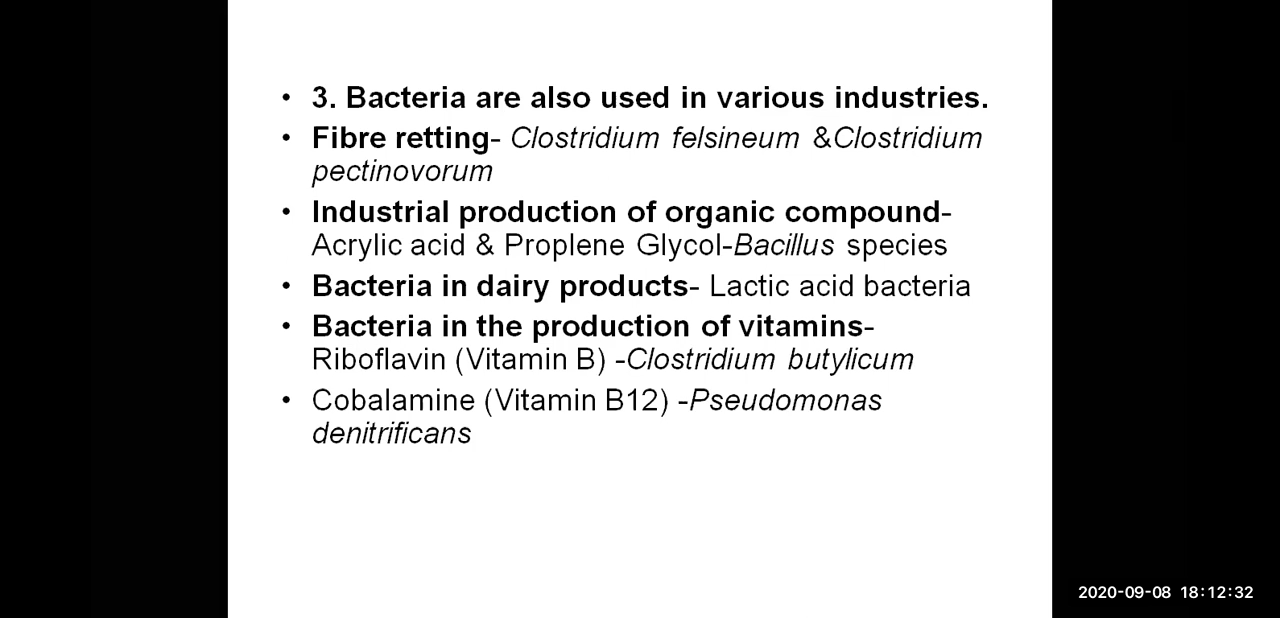 • 3. Bacteria are also used in various industries.
• Fibre retting- Clostridium felsineum &Clostridium
pectinovorum
• Industrial production of organic compound-
Acrylic acid & Proplene Glycol-Bacillus species
• Bacteria in dairy products- Lactic acid bacteria
• Bacteria in the production of vitamins-
Riboflavin (Vitamin B) -Clostridium butylicum
• Cobalamine (Vitamin B12) -Pseudomonas
denitrificans
2020-09-08 18:12:32